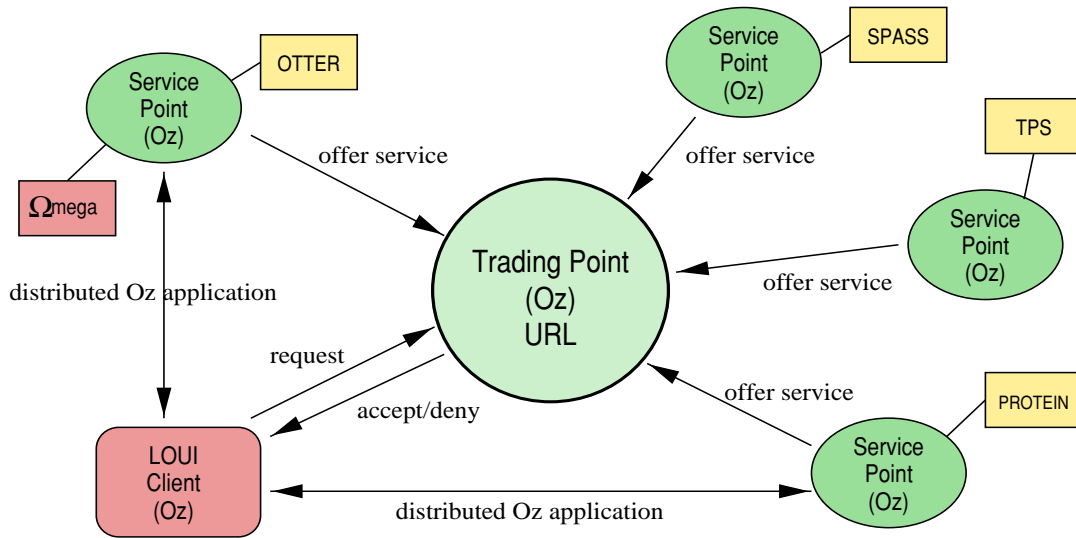 Service
Point
(Oz)
OTTER
Ωmega
offer service
Service
Point
(Oz)
SPASS
offer service
TPS
Service
Point
(Oz)
offer service
Trading Point
(Oz)
URL
distributed Oz application
request
accept/deny
LOUI
Client
(Oz)
offer service
PROTEIN
Service
Point
(Oz)
distributed Oz application